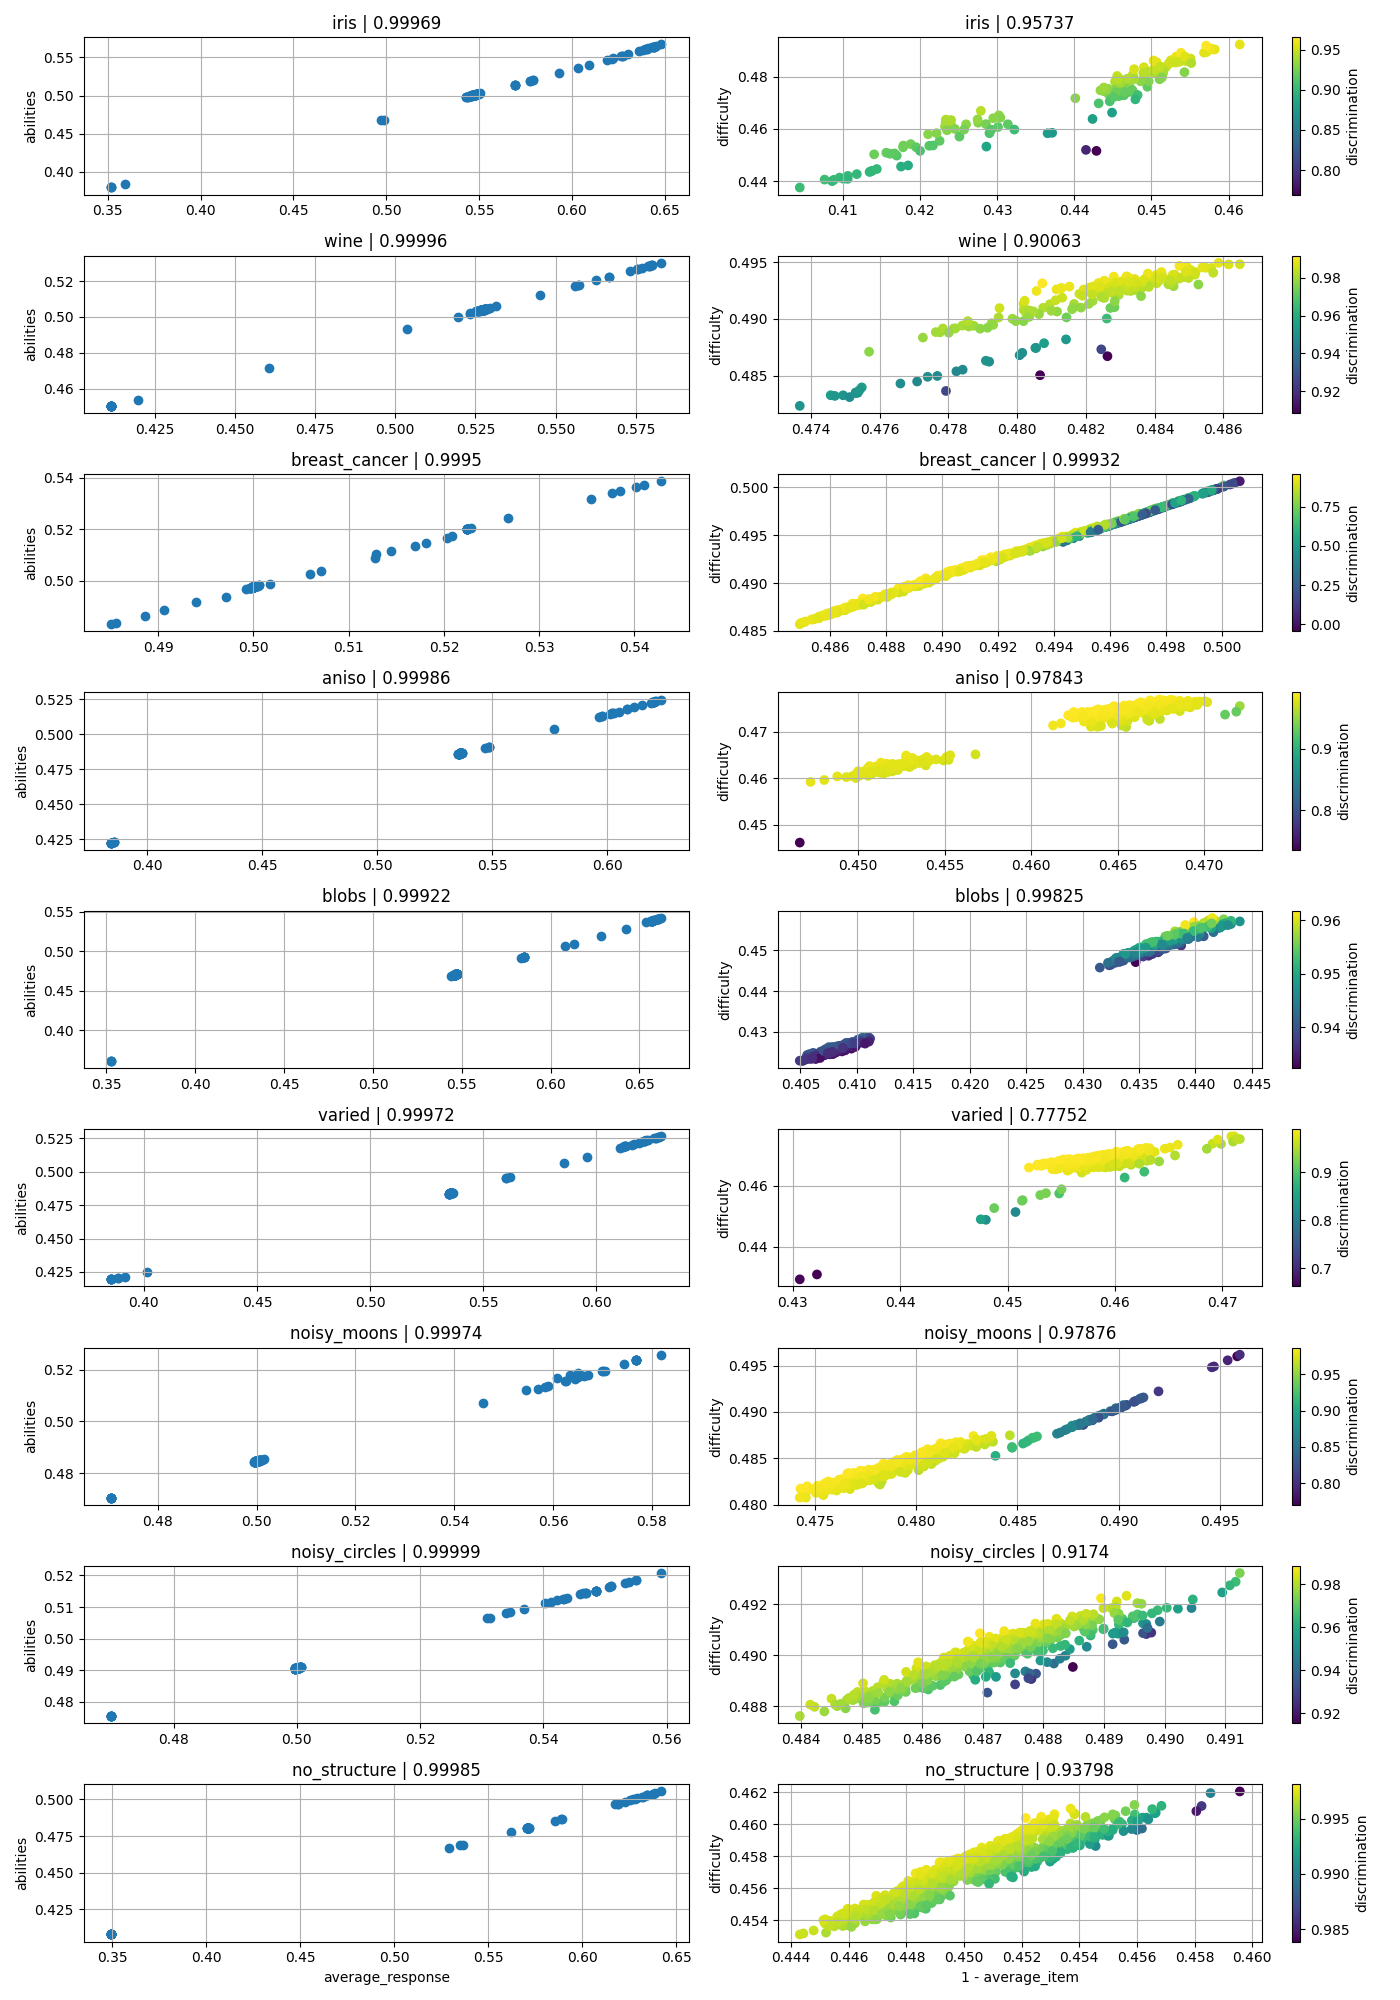 iris | 0.99969
abilities
0.55
0.50
0.45
0.40
0.35 0.40 0.45 0.50 0.55 0.60 0.65
iris | 0.95737
difficulty
0.48
0.46
0.44
0.41 0.42 0.43 0.44 0.45 0.46
0.95
0.90
0.85
0.80
discrimination
wine | 0.99996
abilities
0.52
0.50
0.48
0.46
0.425 0.450 0.475 0.500 0.525 0.550 0.575
wine | 0.90063
difficulty
0.495
0.490
0.485
0.474 0.476 0.478 0.480 0.482 0.484 0.486
0.98
0.96
0.94
0.92
discrimination
breast_cancer | 0.9995
abilities
0.54
0.52
0.50
0.49 0.50 0.51 0.52 0.53 0.54
breast_cancer | 0.99932
difficulty
0.500
0.495
0.490
0.485
0.486 0.488 0.490 0.492 0.494 0.496 0.498 0.500
0.75
0.50
0.25
0.00
discrimination
aniso | 0.99986
abilities
0.525
0.500
0.475
0.450
0.425
0.40 0.45 0.50 0.55 0.60
aniso | 0.97843
difficulty
0.47
0.46
0.45
0.450 0.455 0.460 0.465 0.470
0.9
0.8
discrimination
blobs | 0.99922
abilities
0.55
0.50
0.45
0.40
0.35 0.40 0.45 0.50 0.55 0.60 0.65
blobs | 0.99825
difficulty
0.45
0.44
0.43
0.405 0.410 0.415 0.420 0.425 0.430 0.435 0.440 0.445
0.96
0.95
0.94
discrimination
varied | 0.99972
abilities
0.525
0.500
0.475
0.450
0.425
0.40 0.45 0.50 0.55 0.60
varied | 0.77752
difficulty
0.46
0.44
0.43 0.44 0.45 0.46 0.47
0.9
0.8
0.7
discrimination
noisy_moons | 0.99974
abilities
0.52
0.50
0.48
0.48 0.50 0.52 0.54 0.56 0.58
noisy_moons | 0.97876
difficulty
0.495
0.490
0.485
0.480
0.475 0.480 0.485 0.490 0.495
0.95
0.90
0.85
0.80
discrimination
noisy_circles | 0.99999
abilities
0.52
0.51
0.50
0.49
0.48
0.48 0.50 0.52 0.54 0.56
noisy_circles | 0.9174
difficulty
0.492
0.490
0.488
0.484 0.485 0.486 0.487 0.488 0.489 0.490 0.491
0.98
0.96
0.94
0.92
discrimination
no_structure | 0.99985
abilities
0.500
0.475
0.450
0.425
0.35 0.40 0.45 0.50 0.55 0.60 0.65
average_response
no_structure | 0.93798
difficulty
0.462
0.460
0.458
0.456
0.454
0.444 0.446 0.448 0.450 0.452 0.454 0.456 0.458 0.460
1 - average_item
0.995
0.990
0.985
discrimination